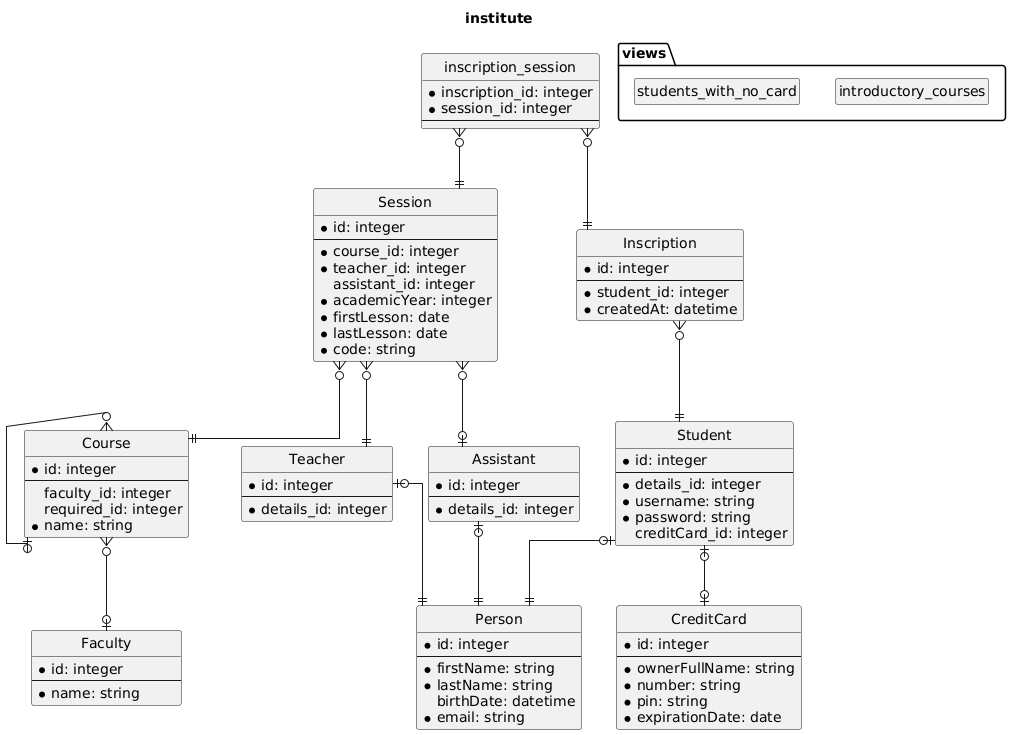 institute
inscription_session
* inscription_id: integer
* session_id: integer
views
students_with_no_card
introductory_courses
Session
* id: integer
* course_id: integer
* teacher_id: integer
assistant_id: integer
* academicYear: integer
* firstLesson: date
* lastLesson: date
* code: string
Inscription
* id: integer
* student_id: integer
* createdAt: datetime
Course
* id: integer
faculty_id: integer
required_id: integer
* name: string
Teacher
* id: integer
* details_id: integer
Assistant
* id: integer
* details_id: integer
Student
* id: integer
* details_id: integer
* username: string
* password: string
creditCard_id: integer
Faculty
* id: integer
* name: string
Person
* id: integer
* firstName: string
* lastName: string
birthDate: datetime
* email: string
CreditCard
* id: integer
* ownerFullName: string
* number: string
* pin: string
* expirationDate: date